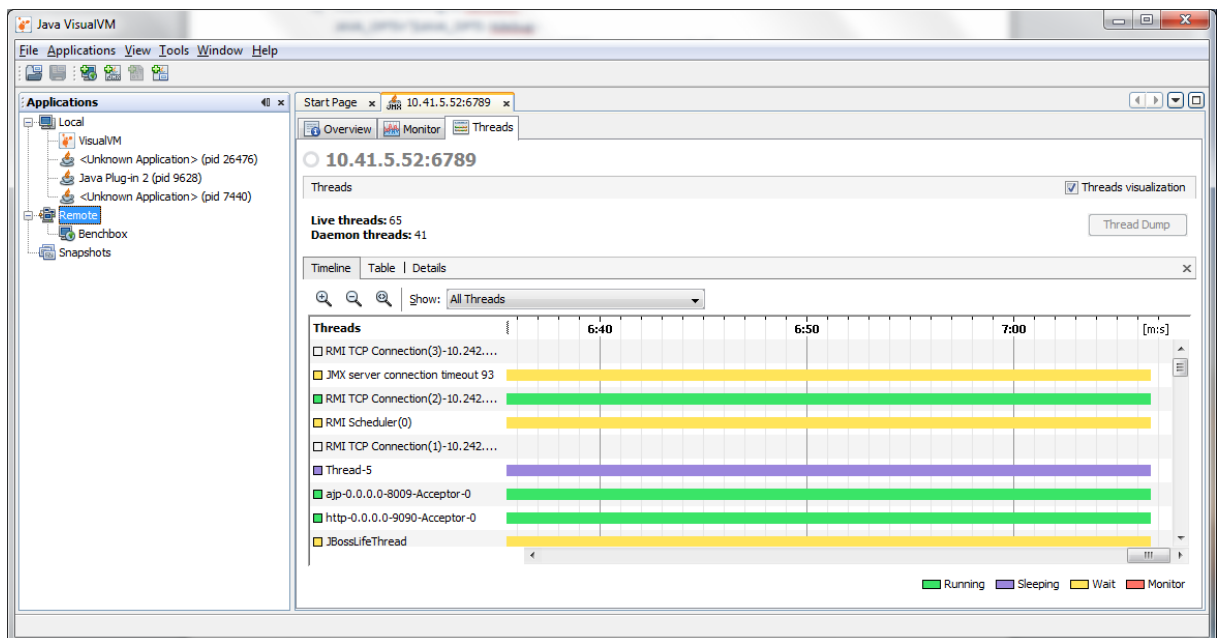 Java VisualVM
File Applications View Tools Window Help
Applications
Local
VisualVM
<Unknown Application> (pid 26476)
Java Plug-in 2 (pid 9628)
<Unknown Application> (pid 7440)
Remote
Benchbox
Snapshots
Start Page JMX 10.41.5.52:6789
Overview Monitor Threads
10.41.5.52:6789
Threads Threads visualization
Live threads: 65
Daemon threads: 41
Thread Dump
Timeline Table Details
Show: All Threads
Threads 6:40 6:50 7:00 [m:s]
RMI TCP Connection(3)-10.242....
JMX server connection timeout 93
RMI TCP Connection(2)-10.242....
RMI Scheduler(0)
RMI TCP Connection(1)-10.242....
Thread-5
ajp-0.0.0.0-8009-Acceptor-0
http-0.0.0.0-9090-Acceptor-0
JBossLifeThread
Running Sleeping Wait Monitor